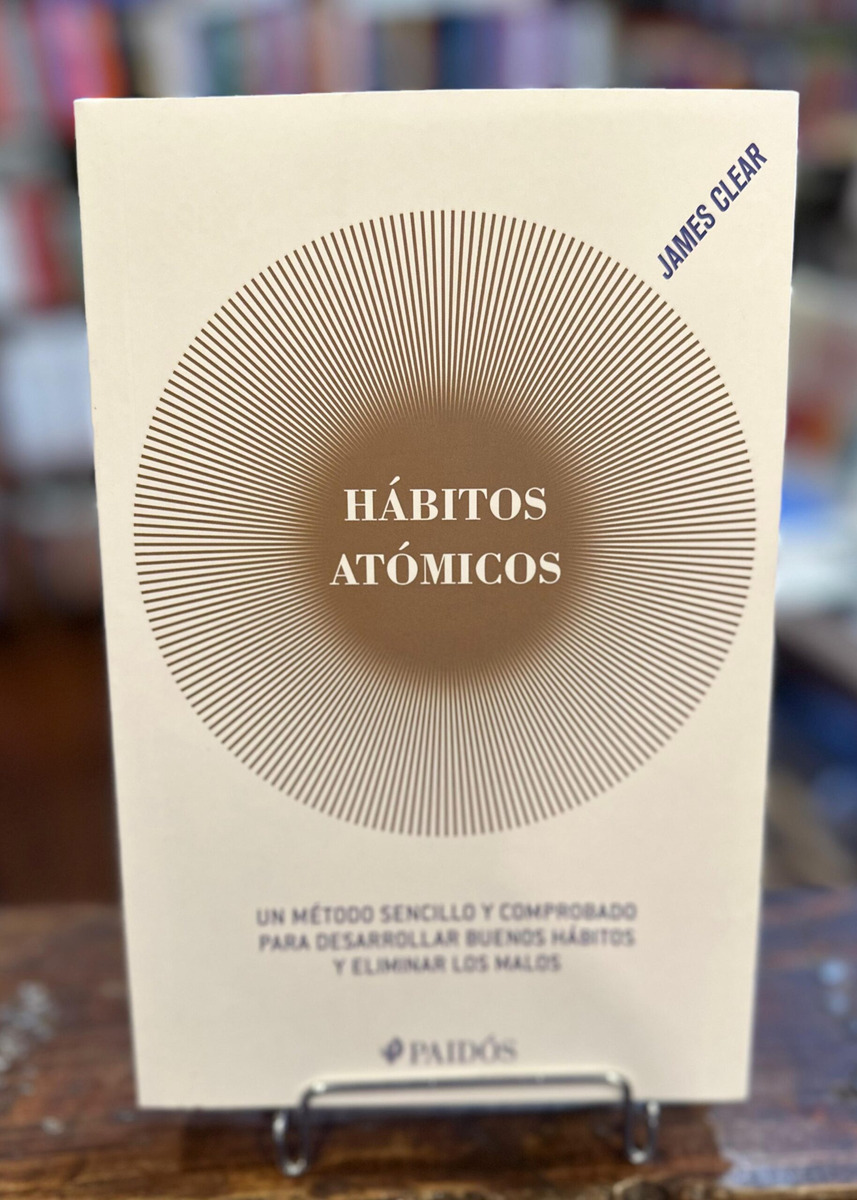 JAMES CLEAR
HÁBITOS
ATÓMICOS
UN MÉTODO SENCILLO Y COMPROBADO
PARA DESARROLLAR BUENOS HÁBITOS
Y ELIMINAR LOS MALOS
PAIDÓS